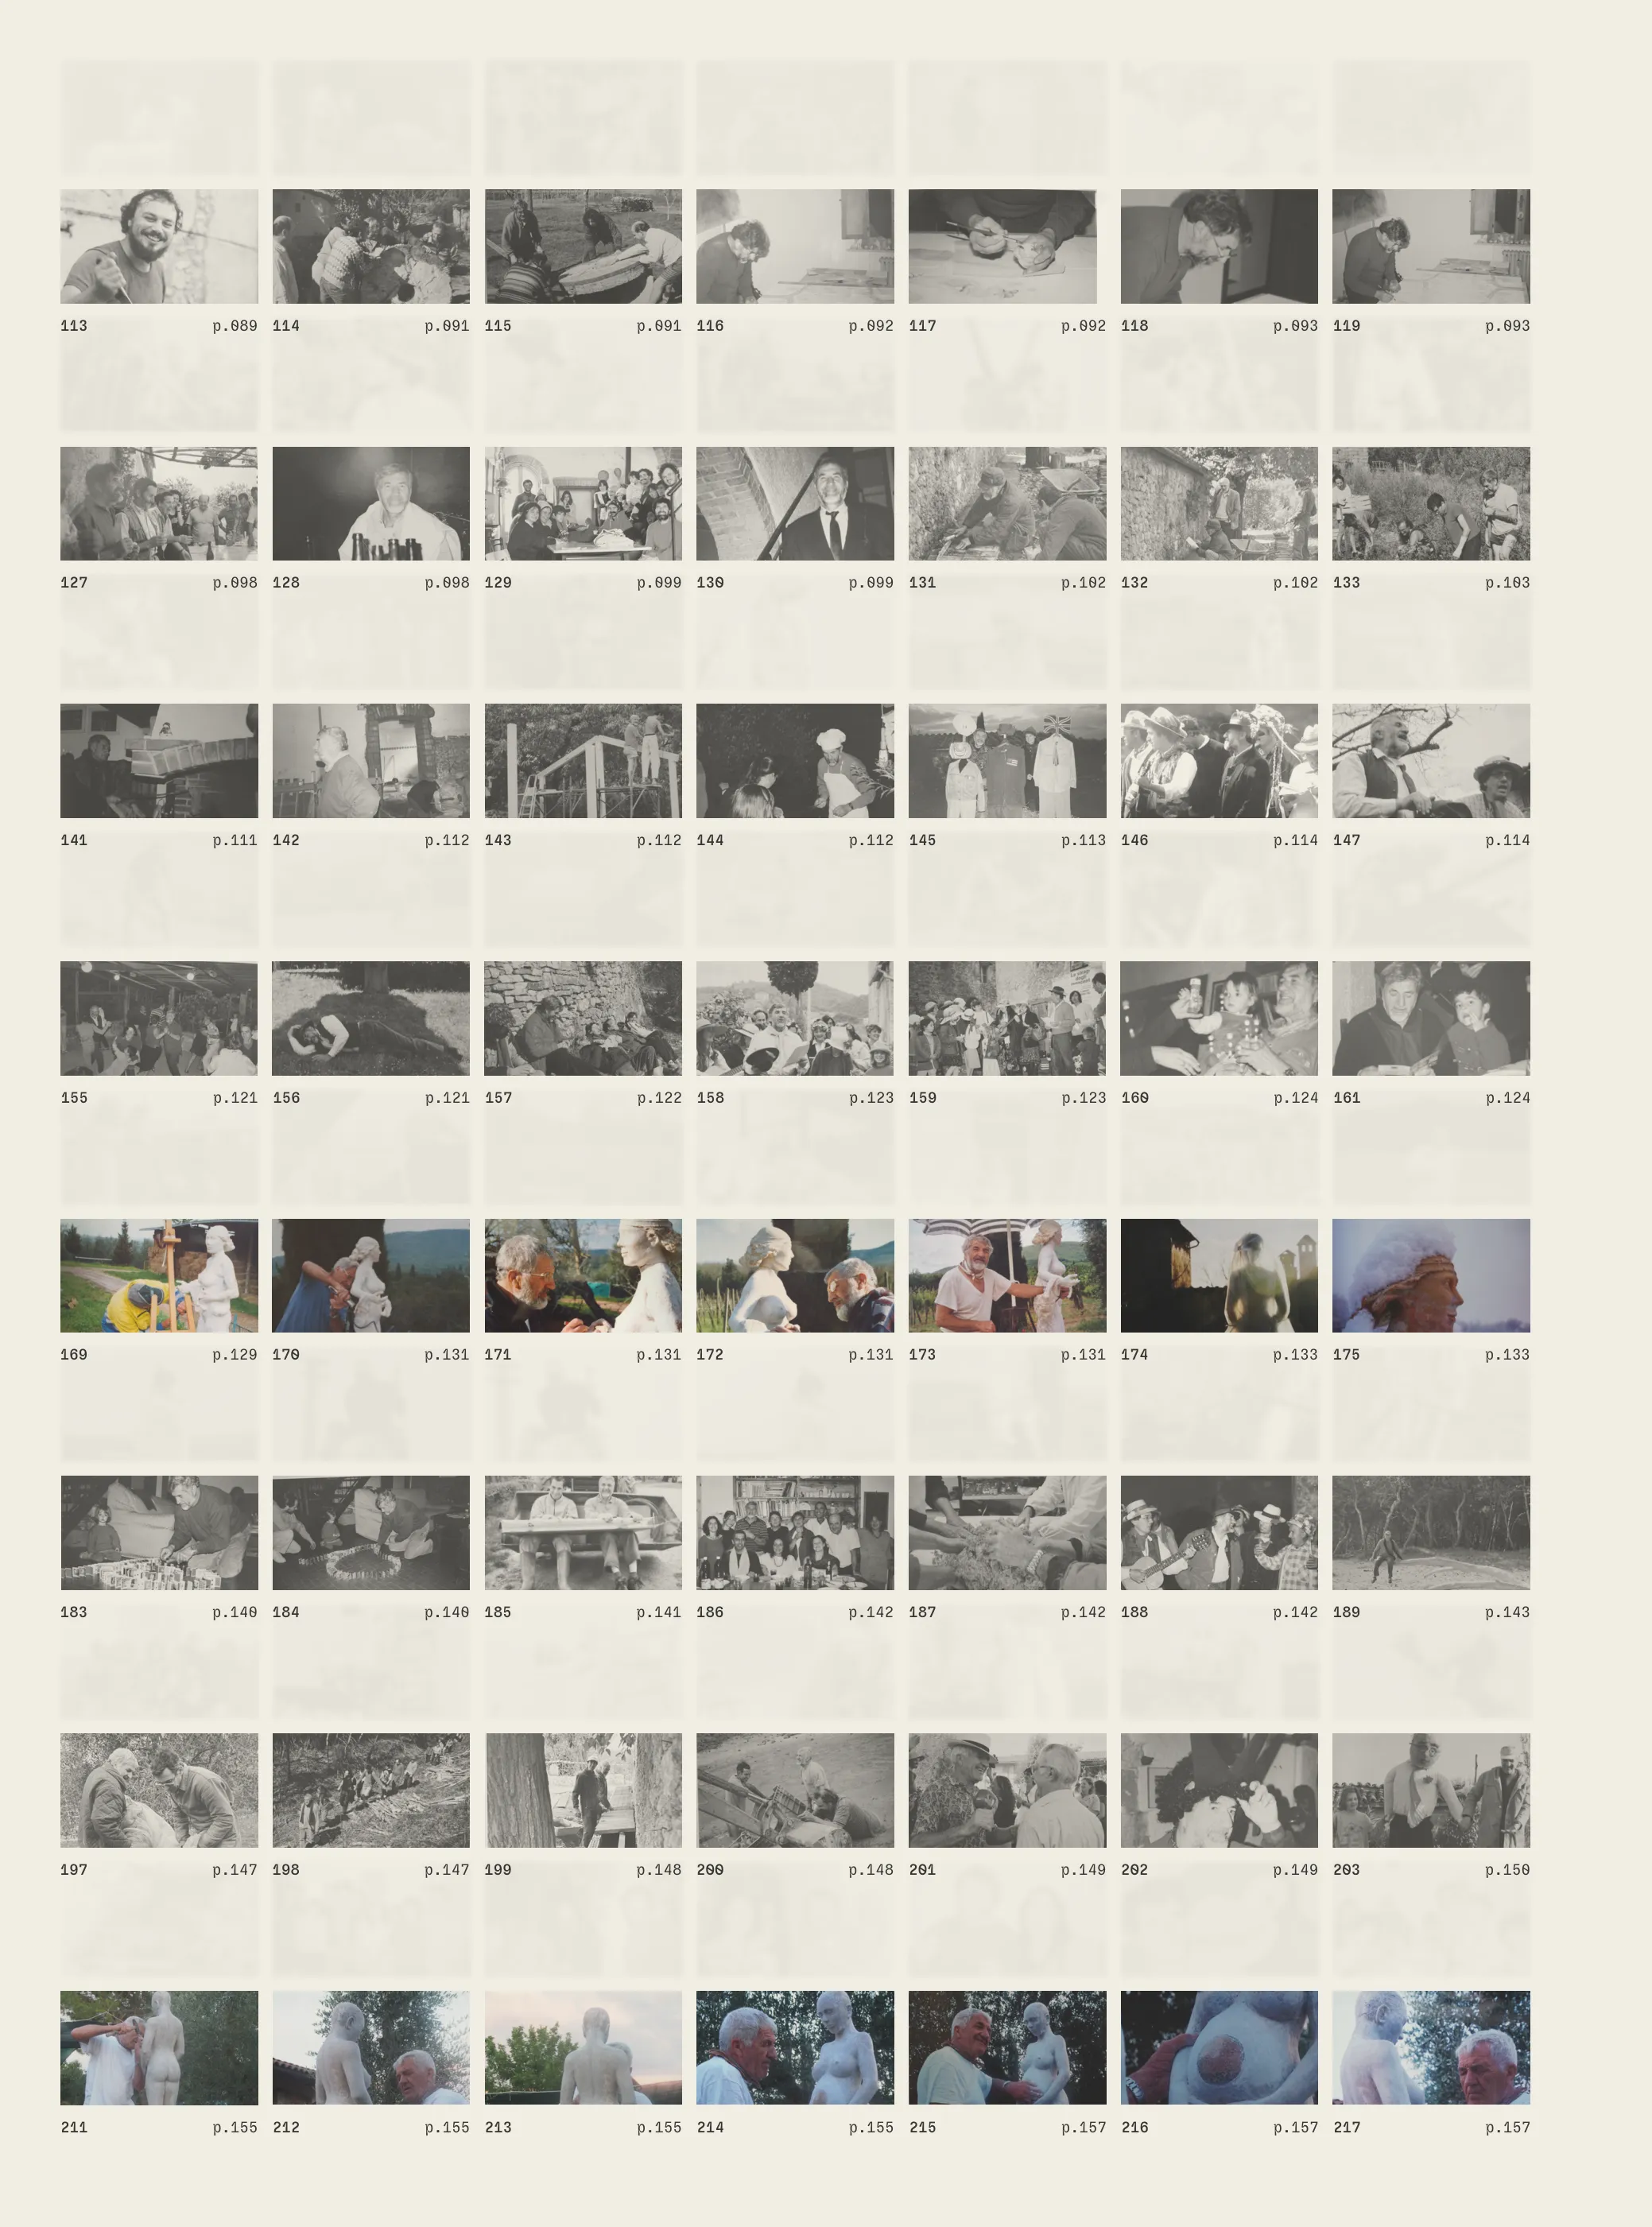 113 p.089 114 p.091 115 p.091 116 p.092 117 p.092 118 p.093 119 p.093
127 p.098 128 p.098 129 p.099 130 p.099 131 p.102 132 p.102 133 p.103
141 p.111 142 p.112 143 p.112 144 p.112 145 p.113 146 p.114 147 p.114
155 p.121 156 p.121 157 p.122 158 p.123 159 p.123 160 p.124 161 p.124
169 p.129 170 p.131 171 p.131 172 p.131 173 p.131 174 p.133 175 p.133
183 p.140 184 p.140 185 p.141 186 p.142 187 p.142 188 p.142 189 p.143
197 p.147 198 p.147 199 p.148 200 p.148 201 p.149 202 p.149 203 p.150
211 p.155 212 p.155 213 p.155 214 p.155 215 p.157 216 p.157 217 p.157